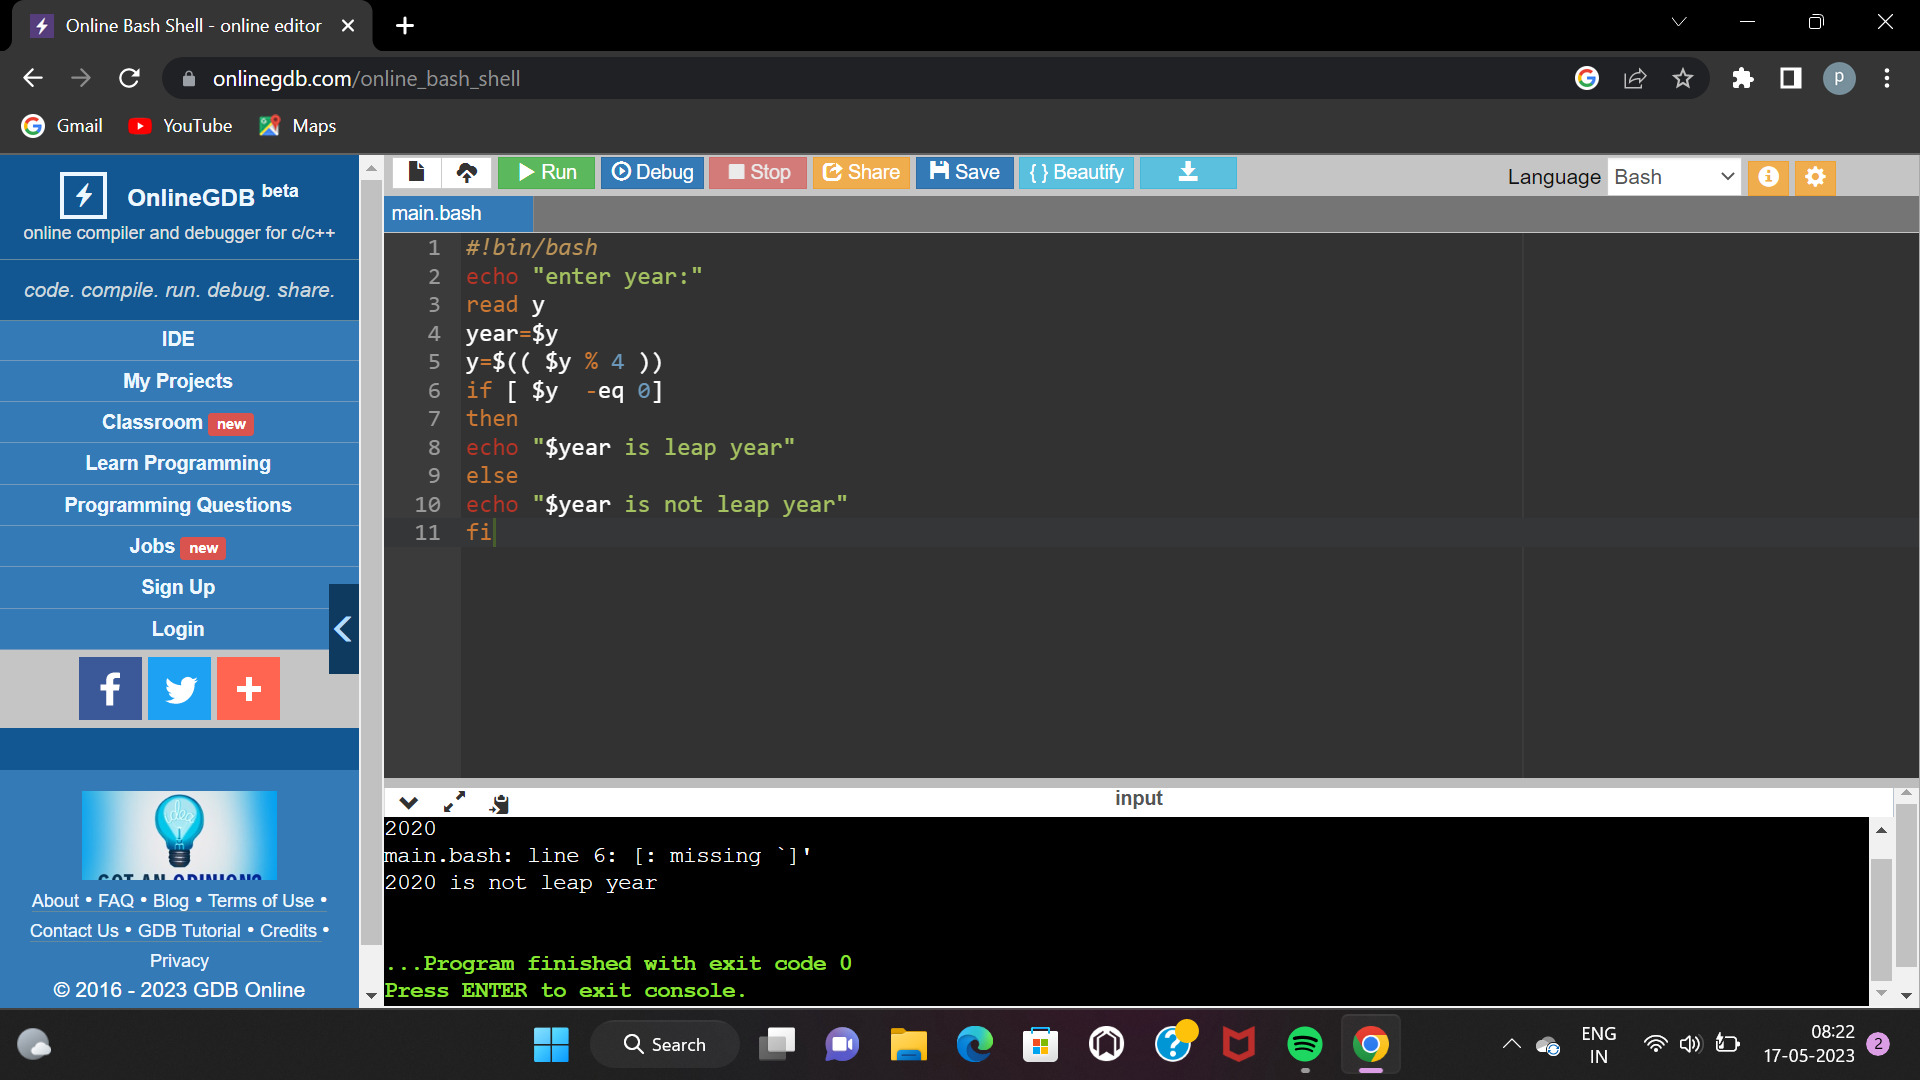 Online Bash Shell - online editor
onlinegdb.com/online_bash_shell
P
Gmail YouTube Maps
OnlineGDB beta
online compiler and debugger for c/c++
code. compile. run. debug. share.
IDE
My Projects
Classroom new
Learn Programming
Programming Questions
Jobs new
Sign Up
Login
idea
GOT AN OPINION?
About • FAQ • Blog • Terms of Use •
Contact Us • GDB Tutorial • Credits •
Privacy
© 2016 - 2023 GDB Online
Run Debug Stop Share Save { } Beautify
Language Bash
main.bash
1 #!bin/bash
2 echo "enter year:"
3 read y
4 year=$y
5 y=$(( $y % 4 ))
6 if [ $y  -eq 0]
7 then
8 echo "$year is leap year"
9 else
10 echo "$year is not leap year"
11 fi
input
2020
main.bash: line 6: [: missing `]'
2020 is not leap year
...Program finished with exit code 0
Press ENTER to exit console.
Search
ENG
IN
08:22
17-05-2023
2